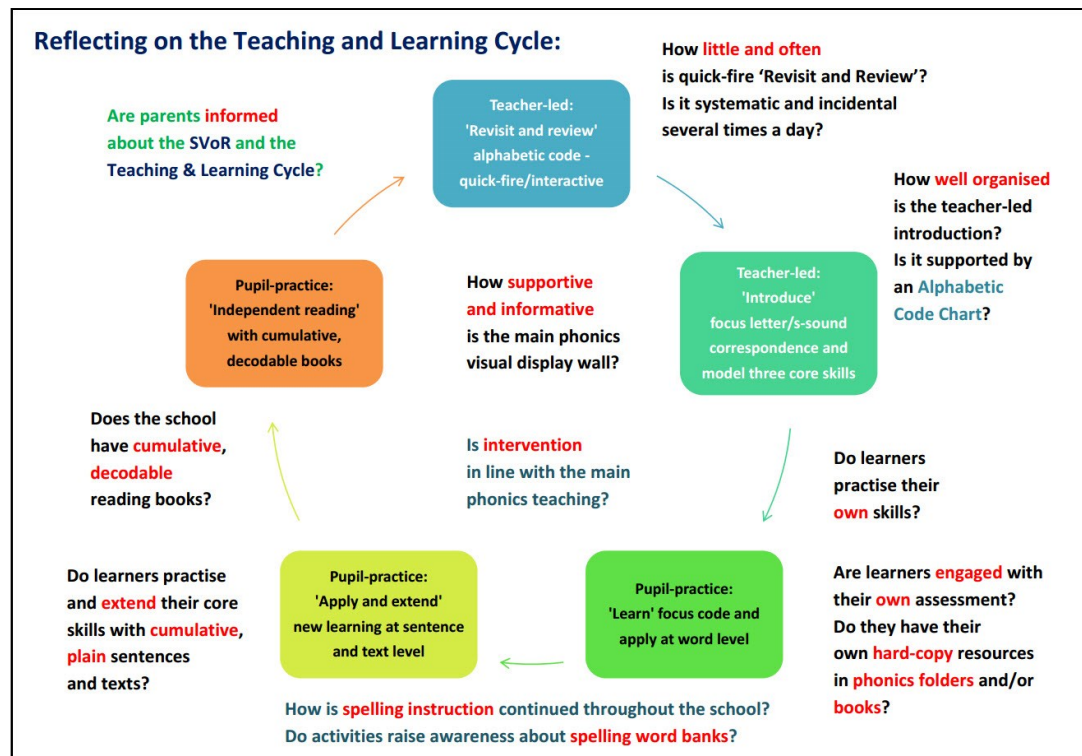 Reflecting on the Teaching and Learning Cycle:
Teacher-led:
'Revisit and review'
alphabetic code -
quick-fire/interactive
How little and often
is quick-fire ‘Revisit and Review’?
Is it systematic and incidental
several times a day?
Are parents informed
about the SVoR and the
Teaching & Learning Cycle?
How well organised
is the teacher-led
introduction?
Is it supported by
an Alphabetic
Code Chart?
Teacher-led:
'Introduce'
focus letter/s-sound
correspondence and
model three core skills
Pupil-practice:
'Independent reading'
with cumulative,
decodable books
How supportive
and informative
is the main phonics
visual display wall?
Does the school
have cumulative,
decodable
reading books?
Is intervention
in line with the main
phonics teaching?
Do learners
practise their
own skills?
Do learners practise
and extend their core
skills with cumulative,
plain sentences
and texts?
Pupil-practice:
'Apply and extend'
new learning at sentence
and text level
Pupil-practice:
'Learn' focus code and
apply at word level
Are learners engaged with
their own assessment?
Do they have their
own hard-copy resources
in phonics folders and/or
books?
How is spelling instruction continued throughout the school?
Do activities raise awareness about spelling word banks?